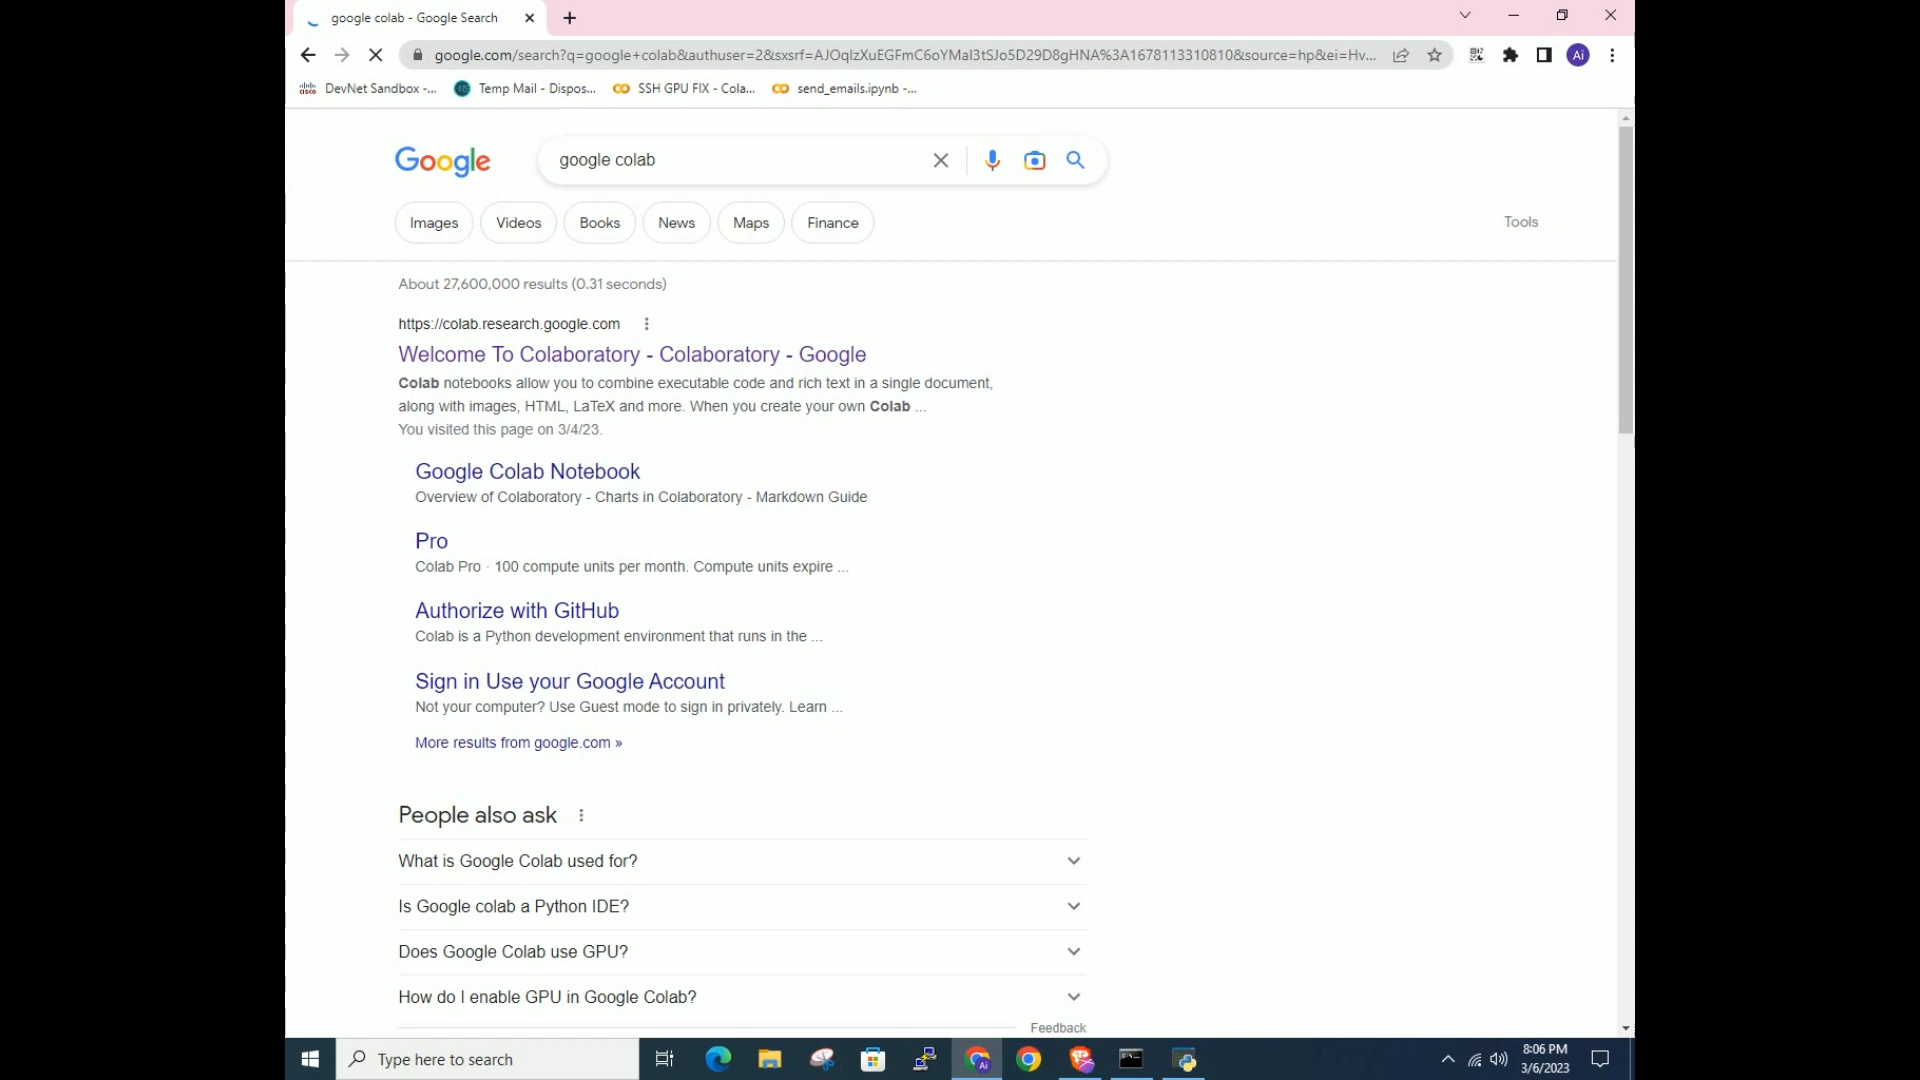 google colab - Google Search
google.com/search?q=google+colab&authuser=2&sxsrf=AJOqlzXuEGFmC6oYMal3tSJo5D29D8gHNA%3A1678113310810&source=hp&ei=Hv...
Ai
DevNet Sandbox -... Temp Mail - Dispos... SSH GPU FIX - Cola... send_emails.ipynb -...
Google google colab
Images Videos Books News Maps Finance Tools
About 27,600,000 results (0.31 seconds)
https://colab.research.google.com
Welcome To Colaboratory - Colaboratory - Google
Colab notebooks allow you to combine executable code and rich text in a single document,
along with images, HTML, LaTeX and more. When you create your own Colab ...
You visited this page on 3/4/23.
Google Colab Notebook
Overview of Colaboratory - Charts in Colaboratory - Markdown Guide
Pro
Colab Pro · 100 compute units per month. Compute units expire ...
Authorize with GitHub
Colab is a Python development environment that runs in the ...
Sign in Use your Google Account
Not your computer? Use Guest mode to sign in privately. Learn ...
More results from google.com »
People also ask
What is Google Colab used for?
Is Google colab a Python IDE?
Does Google Colab use GPU?
How do I enable GPU in Google Colab?
Feedback
Type here to search
8:06 PM
3/6/2023